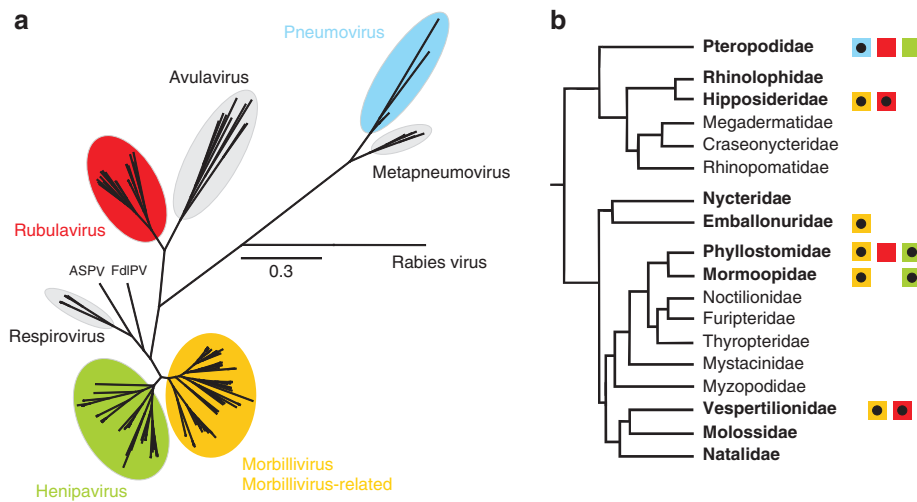 a
Pneumovirus
Avulavirus
Metapneumovirus
Rubulavirus
0.3
Rabies virus
ASPV
FdlPV
Respirovirus
Henipavirus
Morbillivirus
Morbillivirus-related
b
Pteropodidae
Rhinolophidae
Hipposideridae
Megadermatidae
Craseonycteridae
Rhinopomatidae
Nycteridae
Emballonuridae
Phyllostomidae
Mormoopidae
Noctilionidae
Furipteridae
Thyropteridae
Mystacinidae
Myzopodidae
Vespertilionidae
Molossidae
Natalidae